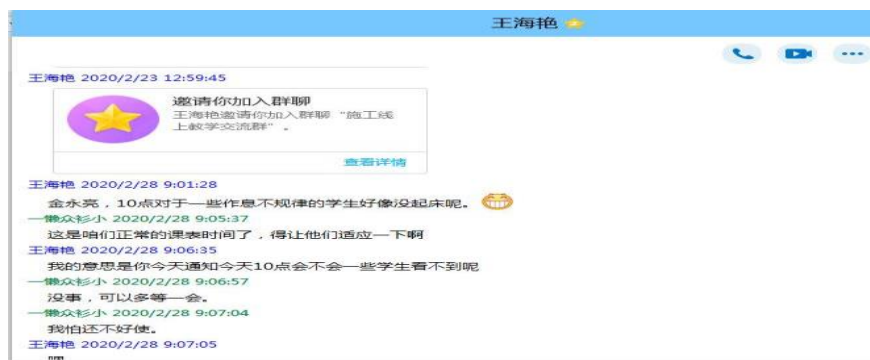 王海艳
王海艳 2020/2/23 12:59:45
邀请你加入群聊
王海艳邀请你加入群聊“施工线
上教学交流群”。
查看详情
王海艳 2020/2/28 9:01:28
金永亮，10点对于一些作息不规律的学生好像没起床呢。
一懒众衫小 2020/2/28 9:05:37
这是咱们正常的课表时间了，得让他们适应一下啊
王海艳 2020/2/28 9:06:35
我的意思是你今天通知今天10点会不会一些学生看不到呢
一懒众衫小 2020/2/28 9:06:57
没事，可以多等一会。
一懒众衫小 2020/2/28 9:07:04
我怕还不好使。
王海艳 2020/2/28 9:07:05